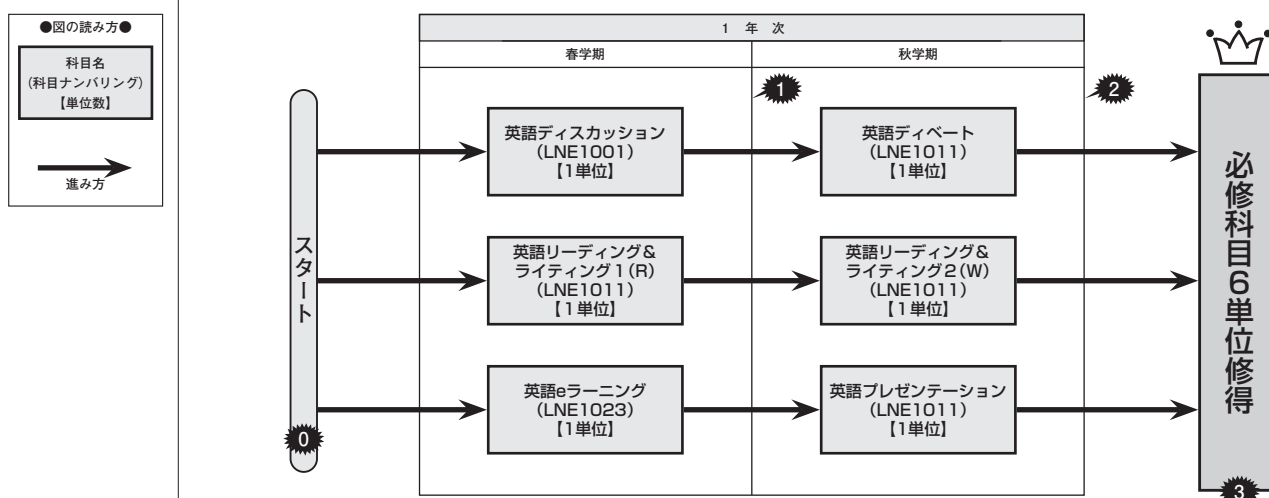 ●図の読み方●
科目名
(科目ナンバリング)
【単位数】
進み方
1 年 次
春学期
秋学期
1
2
スタート
0
英語ディスカッション
(LNE1001)
【1単位】
英語ディベート
(LNE1011)
【1単位】
英語リーディング&
ライティング1(R)
(LNE1011)
【1単位】
英語リーディング&
ライティング2(W)
(LNE1011)
【1単位】
英語eラーニング
(LNE1023)
【1単位】
英語プレゼンテーション
(LNE1011)
【1単位】
必修科目6単位修得
3